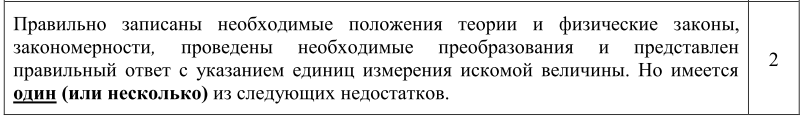 Правильно записаны необходимые положения теории и физические законы,
закономерности, проведены необходимые преобразования и представлен
правильный ответ с указанием единиц измерения искомой величины. Но имеется
один (или несколько) из следующих недостатков.
2